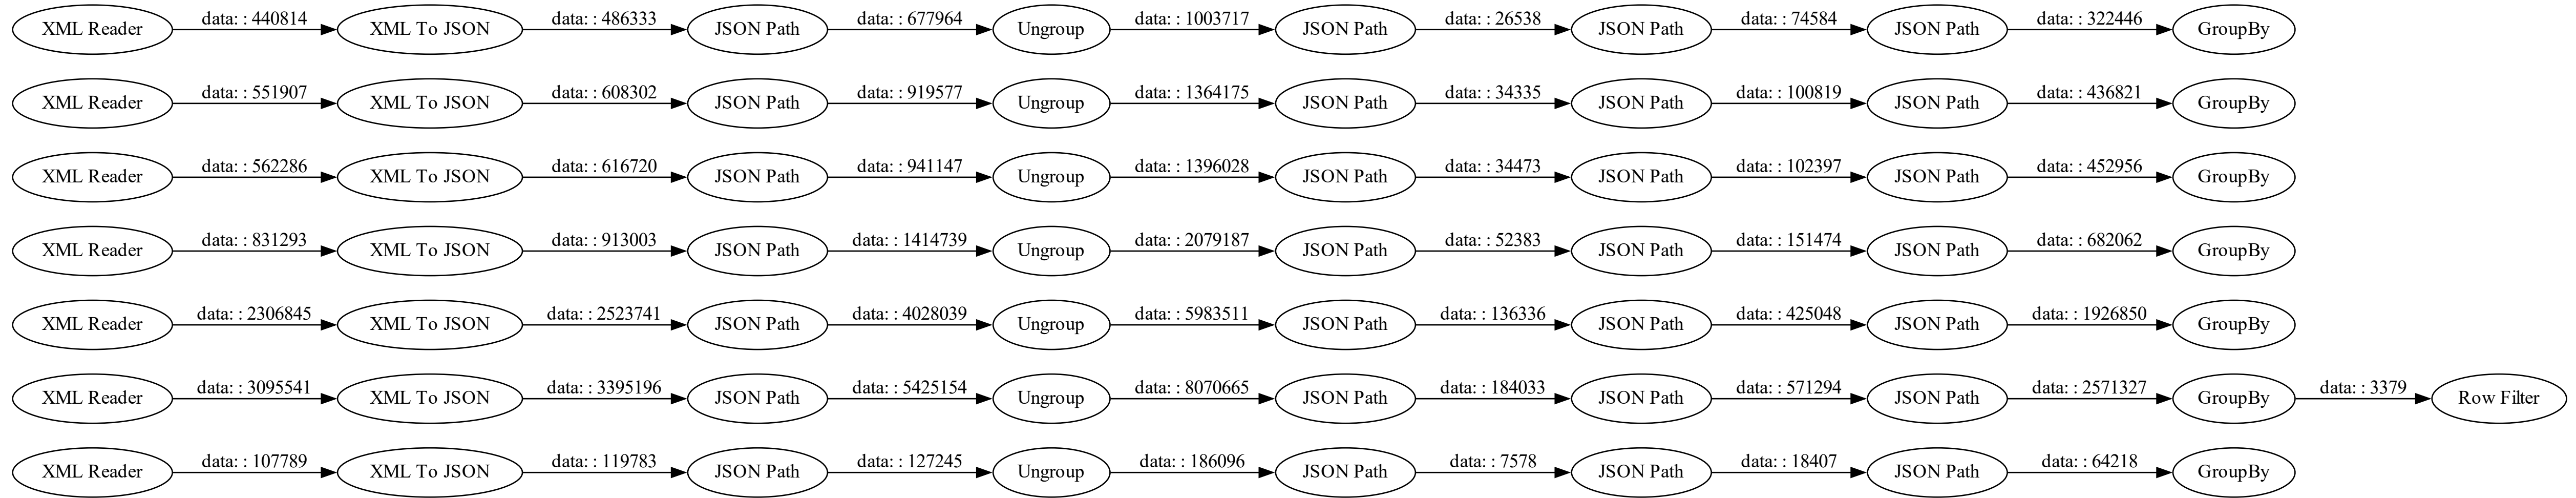 XML Reader data: : 440814 XML To JSON data: : 486333 JSON Path data: : 677964 Ungroup data: : 1003717 JSON Path data: : 26538 JSON Path data: : 74584 JSON Path data: : 322446 GroupBy
XML Reader data: : 551907 XML To JSON data: : 608302 JSON Path data: : 919577 Ungroup data: : 1364175 JSON Path data: : 34335 JSON Path data: : 100819 JSON Path data: : 436821 GroupBy
XML Reader data: : 562286 XML To JSON data: : 616720 JSON Path data: : 941147 Ungroup data: : 1396028 JSON Path data: : 34473 JSON Path data: : 102397 JSON Path data: : 452956 GroupBy
XML Reader data: : 831293 XML To JSON data: : 913003 JSON Path data: : 1414739 Ungroup data: : 2079187 JSON Path data: : 52383 JSON Path data: : 151474 JSON Path data: : 682062 GroupBy
XML Reader data: : 2306845 XML To JSON data: : 2523741 JSON Path data: : 4028039 Ungroup data: : 5983511 JSON Path data: : 136336 JSON Path data: : 425048 JSON Path data: : 1926850 GroupBy
XML Reader data: : 3095541 XML To JSON data: : 3395196 JSON Path data: : 5425154 Ungroup data: : 8070665 JSON Path data: : 184033 JSON Path data: : 571294 JSON Path data: : 2571327 GroupBy data: : 3379 Row Filter
XML Reader data: : 107789 XML To JSON data: : 119783 JSON Path data: : 127245 Ungroup data: : 186096 JSON Path data: : 7578 JSON Path data: : 18407 JSON Path data: : 64218 GroupBy